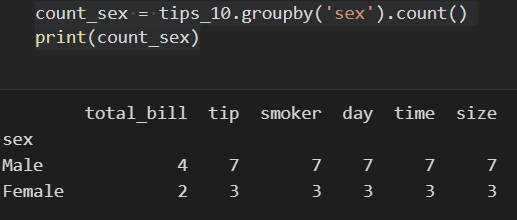 count_sex = tips_10.groupby('sex').count()
print(count_sex)
total_bill tip smoker day time size
sex
Male 4 7 7 7 7 7
Female 2 3 3 3 3 3